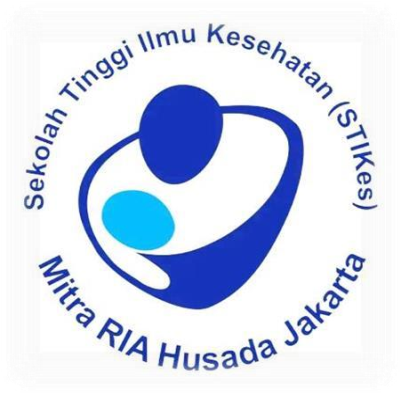 Sekolah Tinggi Ilmu Kesehatan (STIKes)
Mitra RIA Husada Jakarta